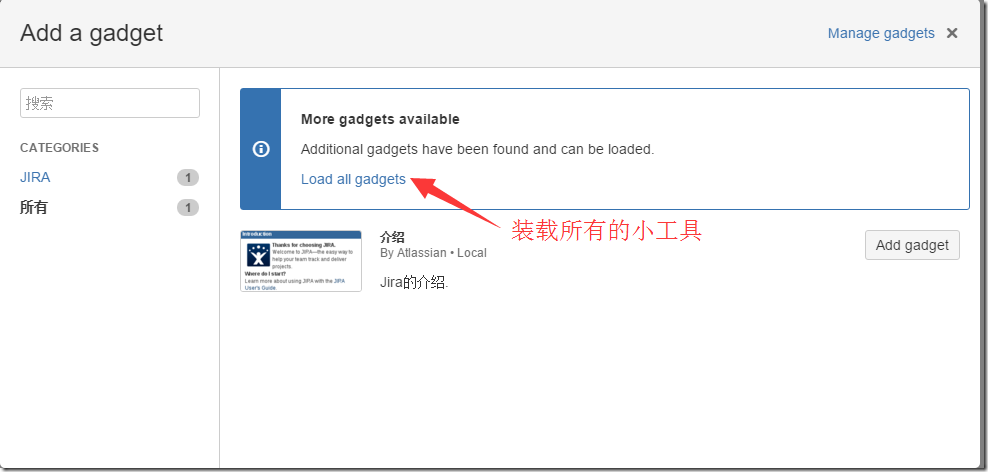 Add a gadget
Manage gadgets
搜索
CATEGORIES
JIRA 1
所有 1
More gadgets available
Additional gadgets have been found and can be loaded.
Load all gadgets
装载所有的小工具
Introduction
Thanks for choosing JIRA.
Welcome to JIRA—the easy way to
help your team track and deliver
projects.
Where do I start?
Learn more about using JIRA with the JIRA
User's Guide.
介绍
By Atlassian • Local
Jira的介绍.
Add gadget